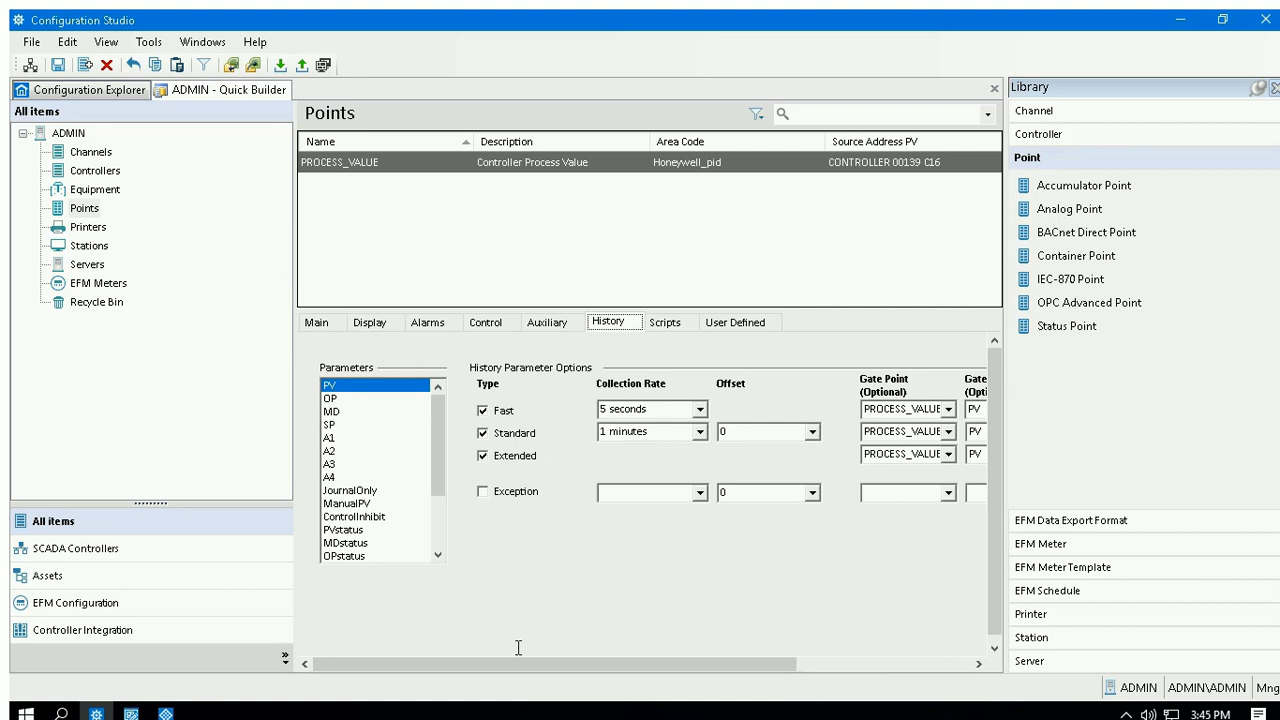 Configuration Studio
File Edit View Tools Windows Help
Configuration Explorer ADMIN - Quick Builder
All items
ADMIN
Channels
Controllers
Equipment
Points
Printers
Stations
Servers
EFM Meters
Recycle Bin
All items
SCADA Controllers
Assets
EFM Configuration
Controller Integration
»
Points
Name Description Area Code Source Address PV
PROCESS_VALUE Controller Process Value Honeywell_pid CONTROLLER 00139 C16
Main Display Alarms Control Auxiliary History Scripts User Defined
Parameters
PV
OP
MD
SP
A1
A2
A3
A4
JournalOnly
ManualPV
ControlInhibit
PVstatus
MDstatus
OPstatus
History Parameter Options
Type Collection Rate Offset Gate Point (Optional) Gate (Opti
Fast 5 seconds PROCESS_VALUE PV
Standard 1 minutes 0 PROCESS_VALUE PV
Extended PROCESS_VALUE PV
Exception 0
Library
Channel
Controller
Point
Accumulator Point
Analog Point
BACnet Direct Point
Container Point
IEC-870 Point
OPC Advanced Point
Status Point
EFM Data Export Format
EFM Meter
EFM Meter Template
EFM Schedule
Printer
Station
Server
ADMIN ADMIN\ADMIN Mng
3:45 PM